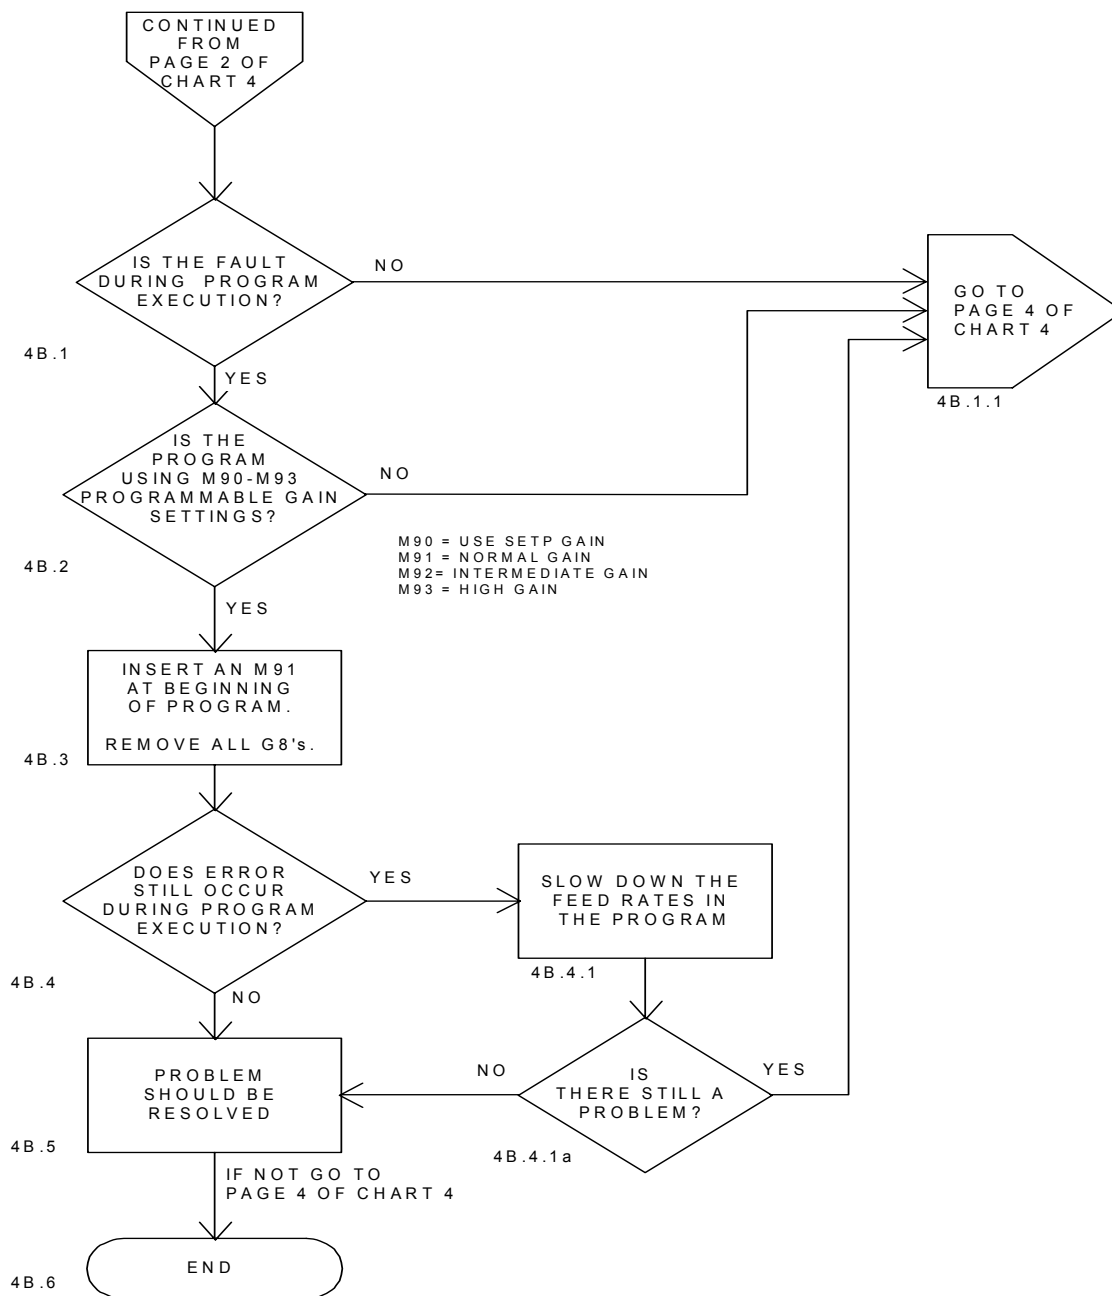 CONTINUED
FROM
PAGE 2 OF
CHART 4
IS THE FAULT
DURING PROGRAM
EXECUTION?
NO
GO TO
PAGE 4 OF
CHART 4
4B.1
YES
4B.1.1
IS THE
PROGRAM
USING M90-M93
PROGRAMMABLE GAIN
SETTINGS?
NO
4B.2
M90 = USE SETP GAIN
M91 = NORMAL GAIN
M92= INTERMEDIATE GAIN
M93 = HIGH GAIN
YES
INSERT AN M91
AT BEGINNING
OF PROGRAM.
REMOVE ALL G8's.
4B.3
DOES ERROR
STILL OCCUR
DURING PROGRAM
EXECUTION?
YES
SLOW DOWN THE
FEED RATES IN
THE PROGRAM
4B.4
4B.4.1
NO
PROBLEM
SHOULD BE
RESOLVED
NO
IS
THERE STILL A
PROBLEM?
YES
4B.5
4B.4.1a
IF NOT GO TO
PAGE 4 OF CHART 4
END
4B.6